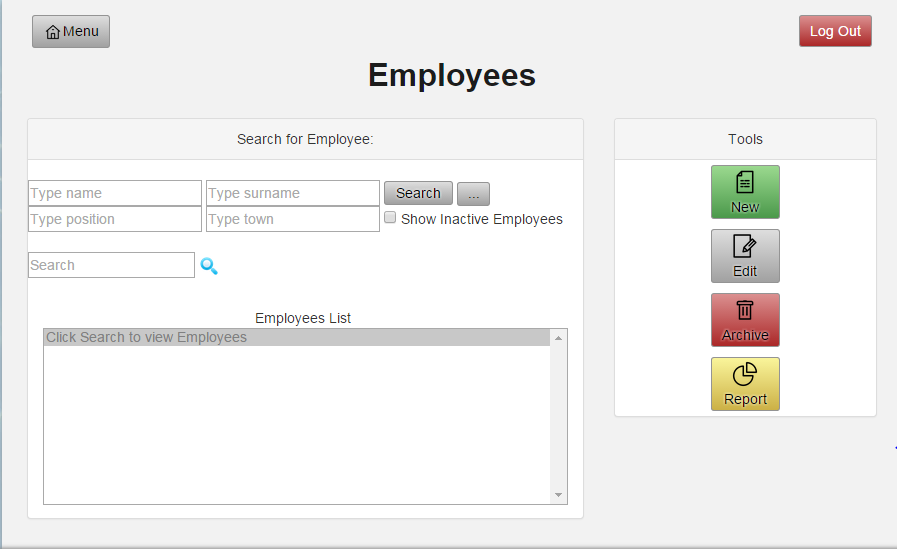 Menu
Log Out
Employees
Search for Employee:
Type name
Type surname
Search
...
Type position
Type town
Show Inactive Employees
Search
Employees List
Click Search to view Employees
Tools
New
Edit
Archive
Report